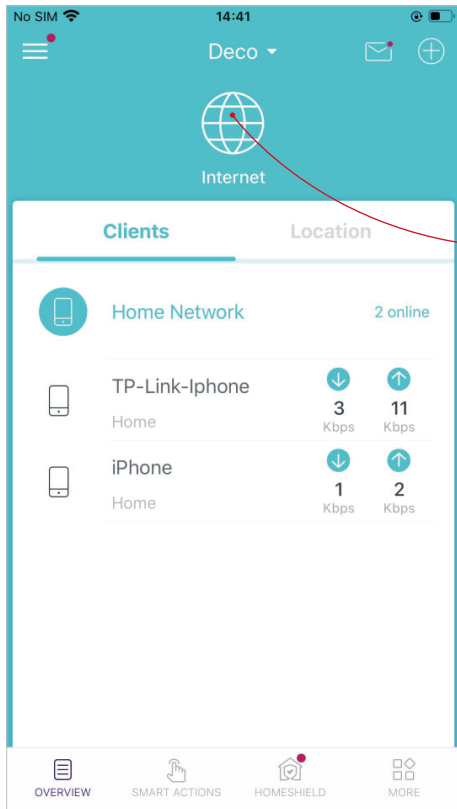 No SIM 14:41
Deco
Internet
Clients Location
Home Network 2 online
TP-Link-Iphone
Home
3 11
Kbps Kbps
iPhone
Home
1 2
Kbps Kbps
OVERVIEW SMART ACTIONS HOMESHIELD MORE